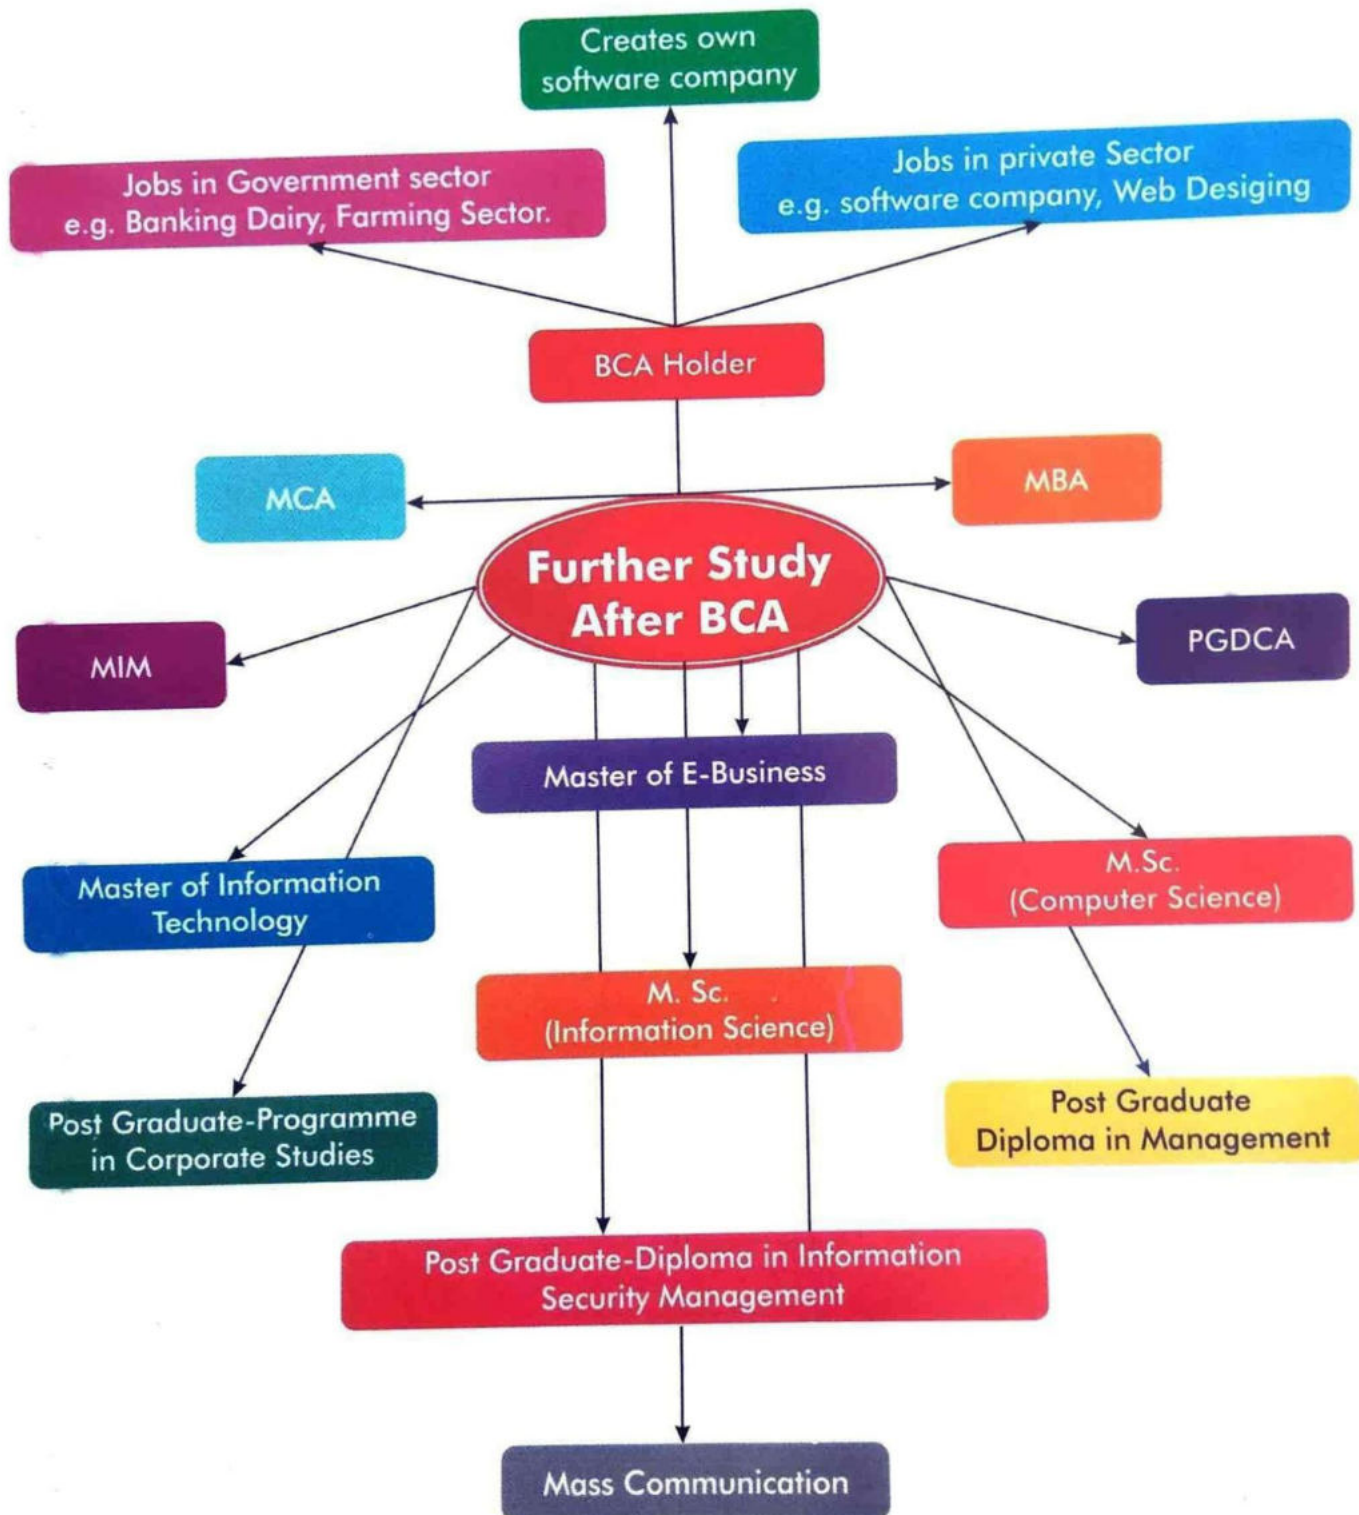 Creates own
software company
Jobs in Government sector
e.g. Banking Dairy, Farming Sector.
Jobs in private Sector
e.g. software company, Web Desiging
BCA Holder
MCA
MBA
Further Study
After BCA
MIM
PGDCA
Master of E-Business
Master of Information
Technology
M.Sc.
(Computer Science)
M. Sc.
(Information Science)
Post Graduate-Programme
in Corporate Studies
Post Graduate
Diploma in Management
Post Graduate-Diploma in Information
Security Management
Mass Communication